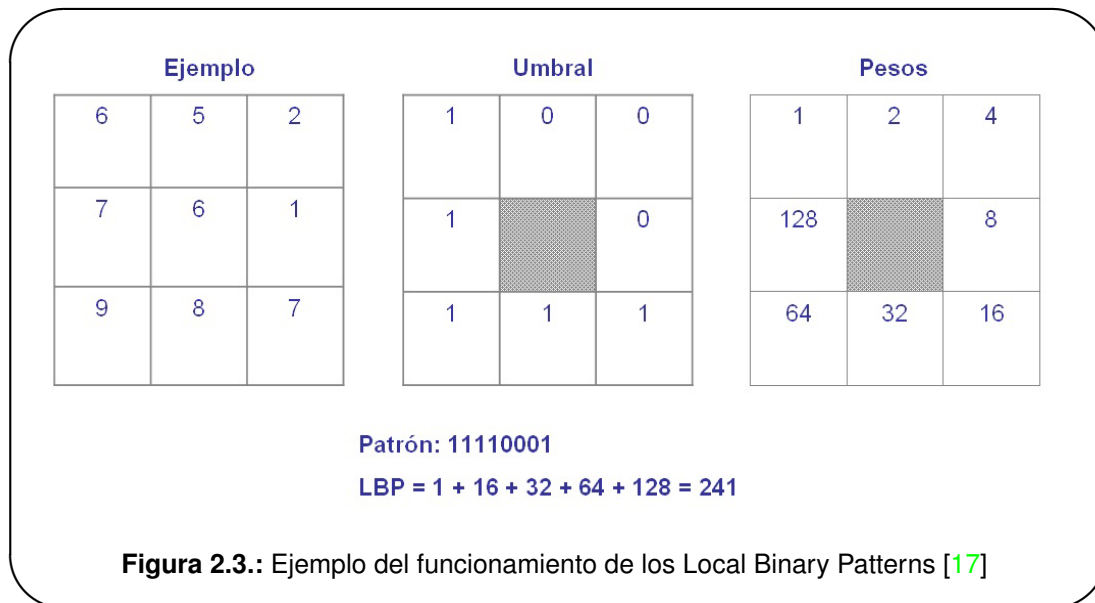 Ejemplo Umbral Pesos
6 5 2 1 0 0 1 2 4
7 6 1 1 0 128 8
9 8 7 1 1 1 64 32 16
Patrón: 11110001
LBP = 1 + 16 + 32 + 64 + 128 = 241
Figura 2.3.: Ejemplo del funcionamiento de los Local Binary Patterns [17]